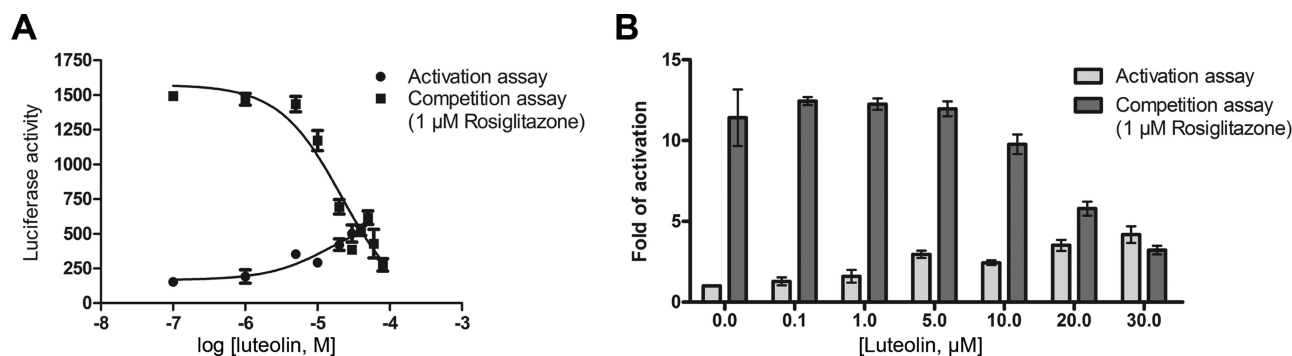 A
Luciferase activity
1750
1500
1250
1000
750
500
250
0
-8 -7 -6 -5 -4 -3
log [luteolin, M]
Activation assay
Competition assay
(1 µM Rosiglitazone)
B
Fold of activation
15
10
5
0
0.0 0.1 1.0 5.0 10.0 20.0 30.0
[Luteolin, µM]
Activation assay
Competition assay
(1 µM Rosiglitazone)